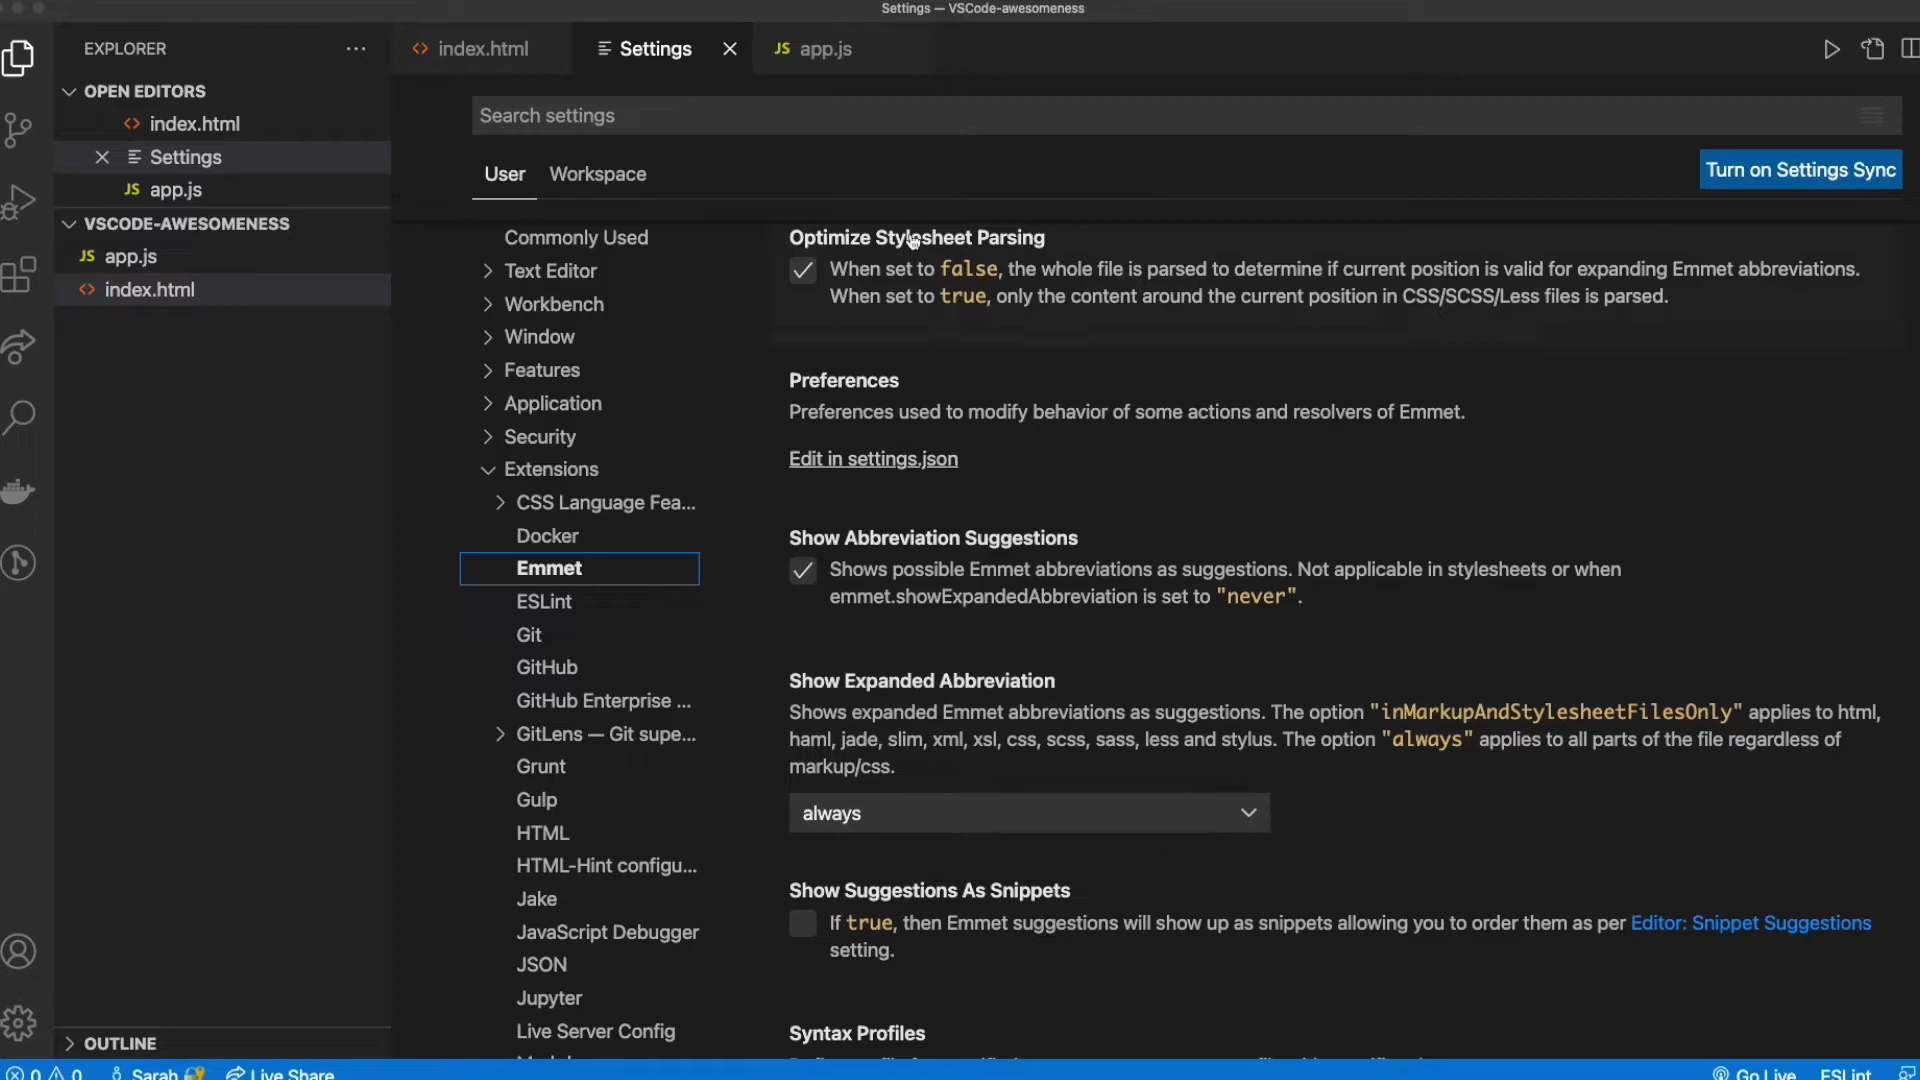 Settings — VSCode-awesomeness
EXPLORER
OPEN EDITORS
index.html
Settings
JS app.js
VSCODE-AWESOMENESS
JS app.js
index.html
OUTLINE
index.html
Settings
JS app.js
Search settings
User
Workspace
Turn on Settings Sync
Commonly Used
Text Editor
Workbench
Window
Features
Application
Security
Extensions
CSS Language Fea...
Docker
Emmet
ESLint
Git
GitHub
GitHub Enterprise ...
GitLens — Git supe...
Grunt
Gulp
HTML
HTML-Hint configu...
Jake
JavaScript Debugger
JSON
Jupyter
Live Server Config
Optimize Stylesheet Parsing
When set to false, the whole file is parsed to determine if current position is valid for expanding Emmet abbreviations.
When set to true, only the content around the current position in CSS/SCSS/Less files is parsed.
Preferences
Preferences used to modify behavior of some actions and resolvers of Emmet.
Edit in settings.json
Show Abbreviation Suggestions
Shows possible Emmet abbreviations as suggestions. Not applicable in stylesheets or when
emmet.showExpandedAbbreviation is set to "never".
Show Expanded Abbreviation
Shows expanded Emmet abbreviations as suggestions. The option "inMarkupAndStylesheetFilesOnly" applies to html,
haml, jade, slim, xml, xsl, css, scss, sass, less and stylus. The option "always" applies to all parts of the file regardless of
markup/css.
always
Show Suggestions As Snippets
If true, then Emmet suggestions will show up as snippets allowing you to order them as per Editor: Snippet Suggestions
setting.
Syntax Profiles
0 0 Sarah Live Share Go Live ESLint